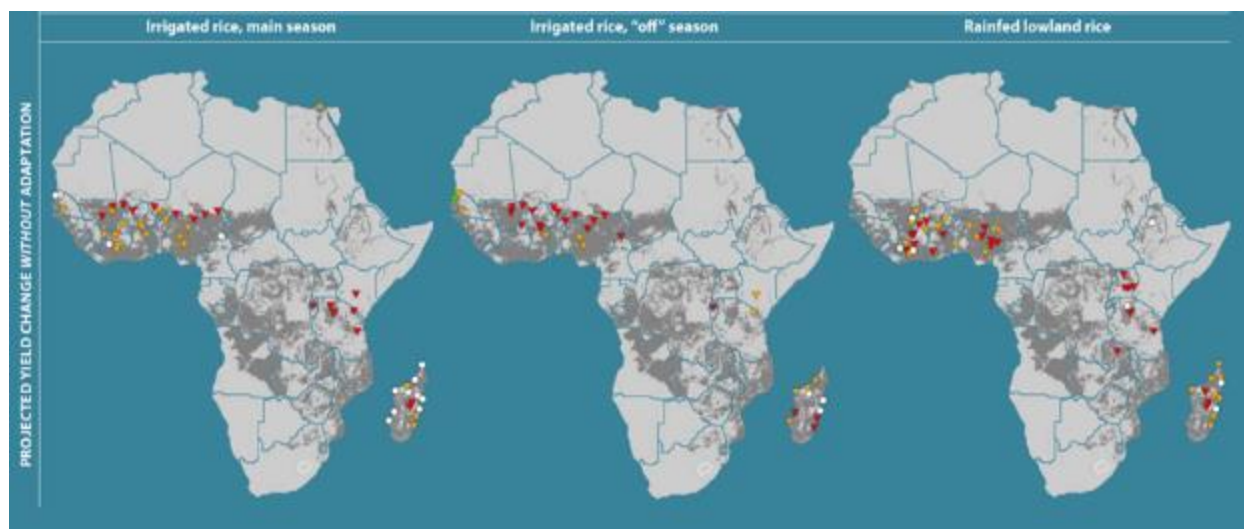 Irrigated rice, main season
Irrigated rice, "off" season
Rainfed lowland rice
PROJECTED YIELD CHANGE WITHOUT ADAPTATION